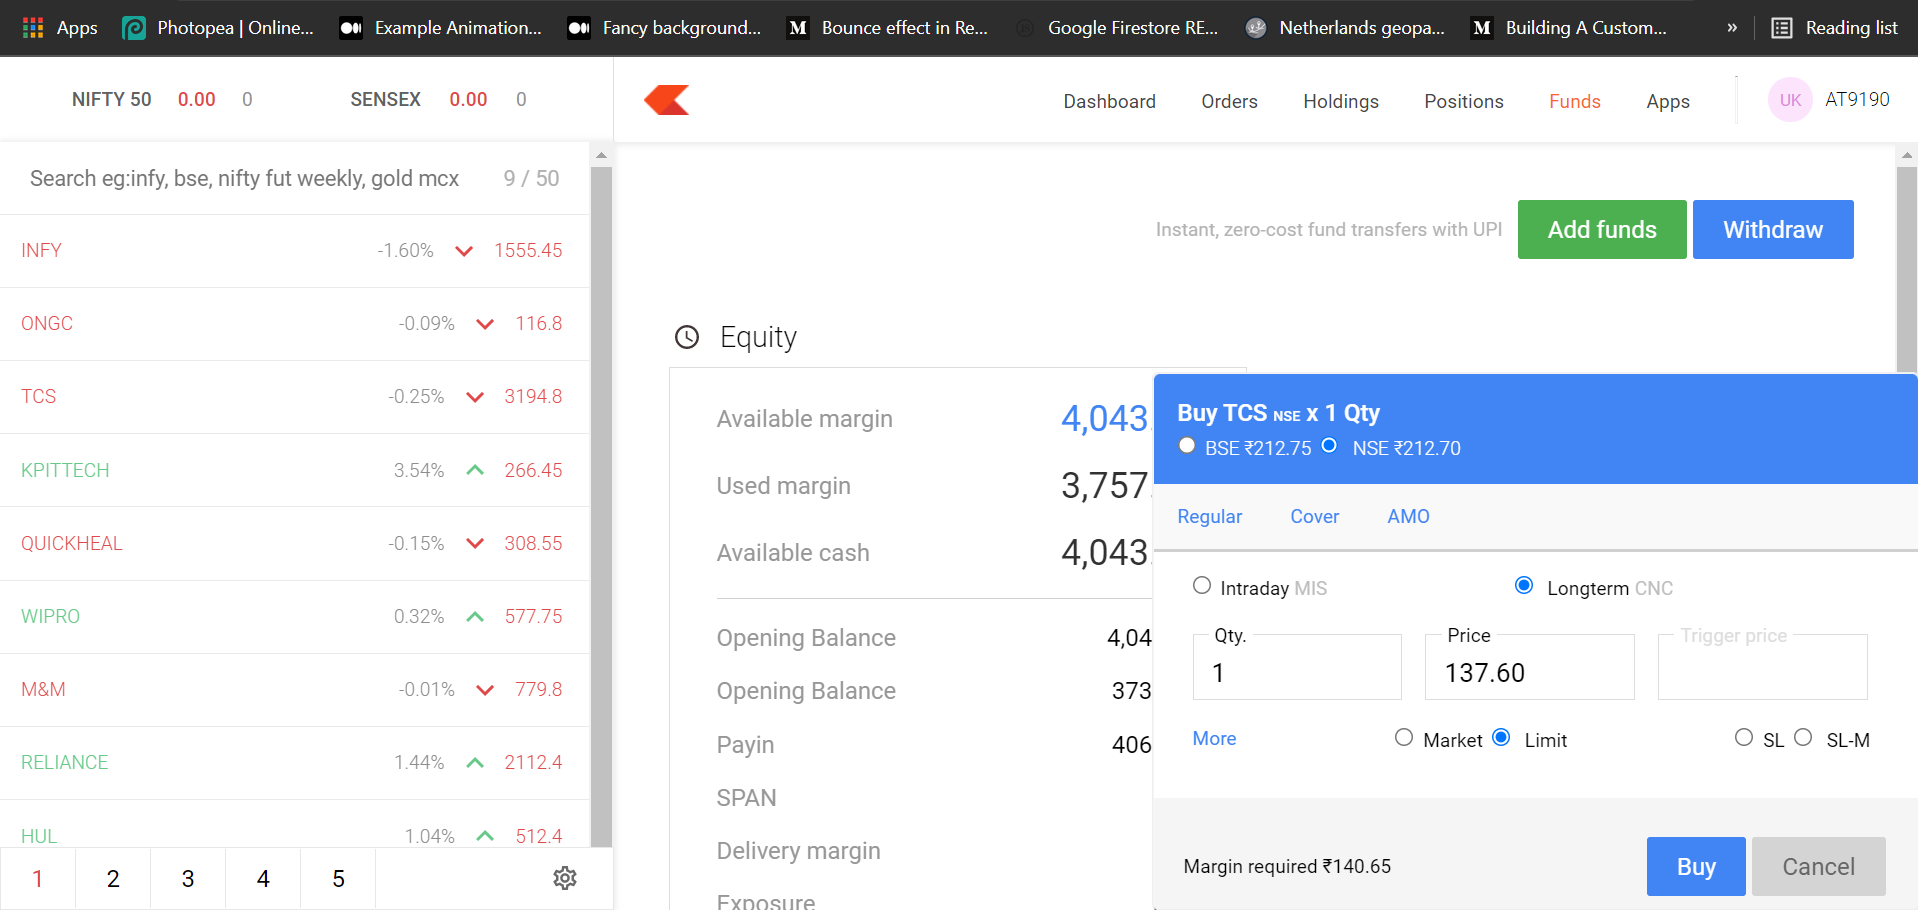 Apps Photopea | Online... Example Animation... Fancy background... Bounce effect in Re... Google Firestore RE... Netherlands geopa... Building A Custom... » Reading list
NIFTY 50 0.00 0 SENSEX 0.00 0
Dashboard Orders Holdings Positions Funds Apps UK AT9190
Search eg:infy, bse, nifty fut weekly, gold mcx 9 / 50
INFY -1.60% 1555.45
ONGC -0.09% 116.8
TCS -0.25% 3194.8
KPITTECH 3.54% 266.45
QUICKHEAL -0.15% 308.55
WIPRO 0.32% 577.75
M&M -0.01% 779.8
RELIANCE 1.44% 2112.4
HUL 1.04% 512.4
1 2 3 4 5
Instant, zero-cost fund transfers with UPI Add funds Withdraw
Equity
Available margin 4,043.
Used margin 3,757.
Available cash 4,043.
Opening Balance 4,04
Opening Balance 373
Payin 406
SPAN
Delivery margin
Exposure
Buy TCS NSE x 1 Qty
BSE ₹212.75 NSE ₹212.70
Regular Cover AMO
Intraday MIS Longterm CNC
Qty. Price Trigger price
1 137.60
More Market Limit SL SL-M
Margin required ₹140.65 Buy Cancel